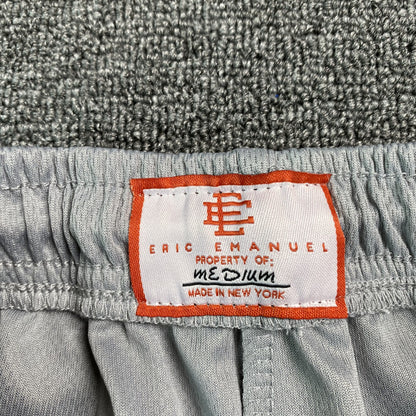 EE
ERIC EMANUEL
PROPERTY OF:
MEDIUM
MADE IN NEW YORK